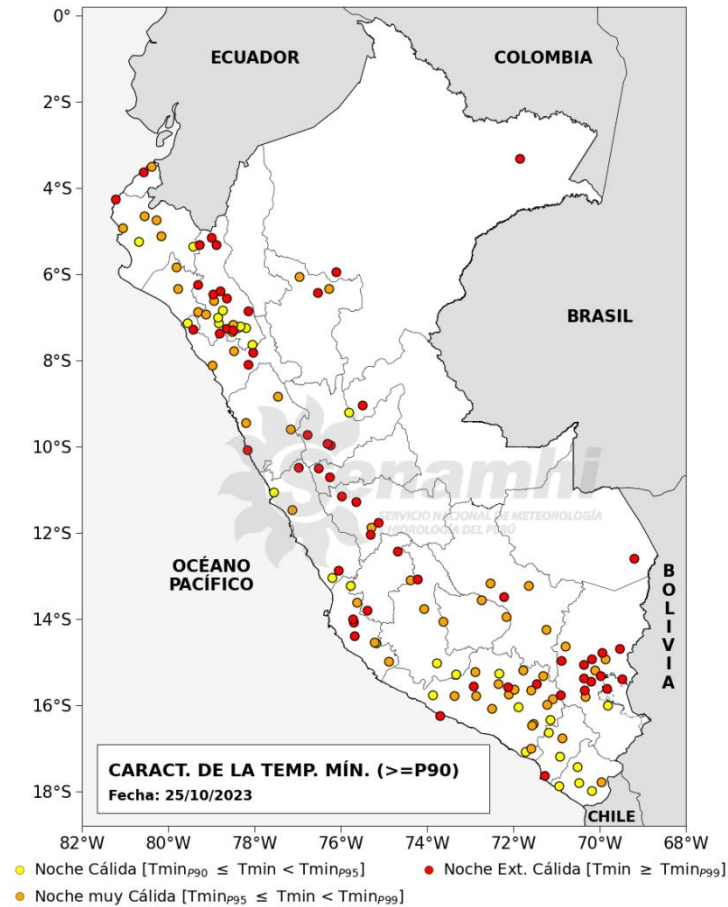 0°
2°S
4°S
6°S
8°S
10°S
12°S
14°S
16°S
18°S
82°W 80°W 78°W 76°W 74°W 72°W 70°W 68°W
ECUADOR
COLOMBIA
BRASIL
Senamhi
SERVICIO NACIONAL DE METEOROLOGÍA
E HIDROLOGÍA DEL PERÚ
OCÉANO
PACÍFICO
BOLIVIA
CHILE
CARACT. DE LA TEMP. MÍN. (>=P90)
Fecha: 25/10/2023
Noche Cálida [TminP90 ≤ Tmin < TminP95]
Noche muy Cálida [TminP95 ≤ Tmin < TminP99]
Noche Ext. Cálida [Tmin ≥ TminP99]